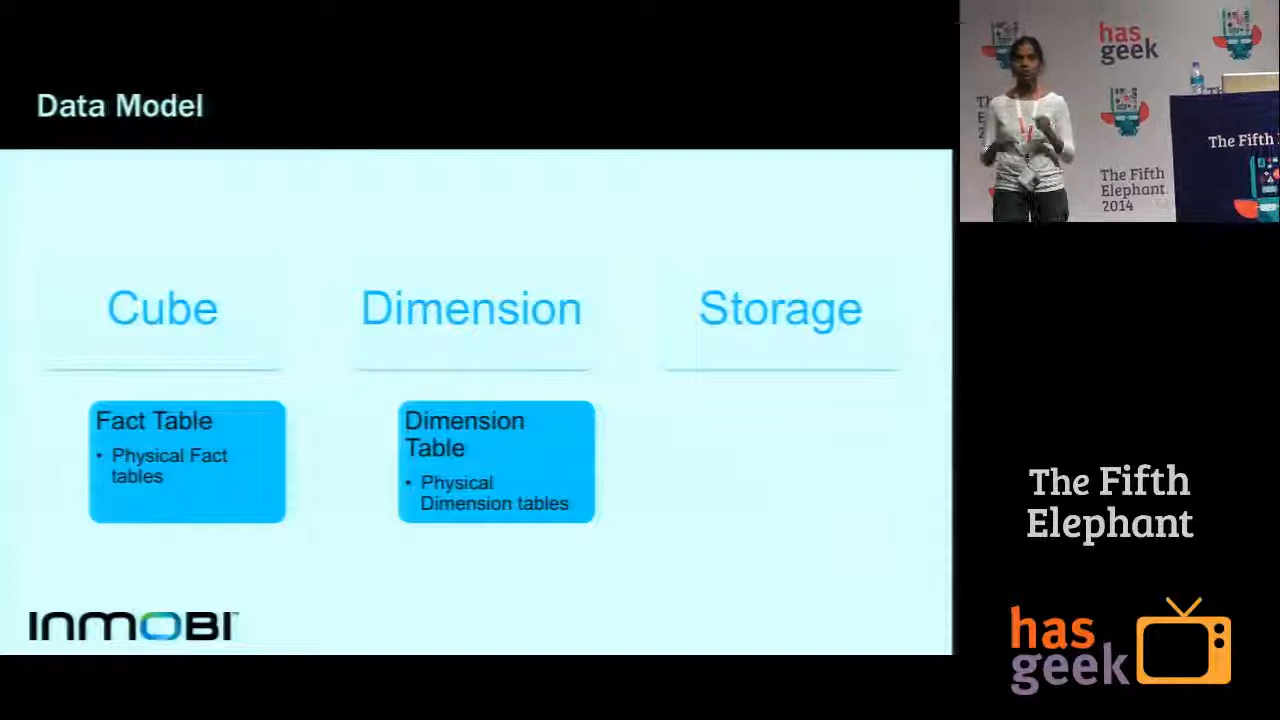 Data Model
Cube
Dimension
Storage
Fact Table
• Physical Fact
tables
Dimension
Table
• Physical
Dimension tables
INMOBI™
has
geek
The Fifth
Elephant
2014
The Fifth
The Fifth
Elephant
has
geek